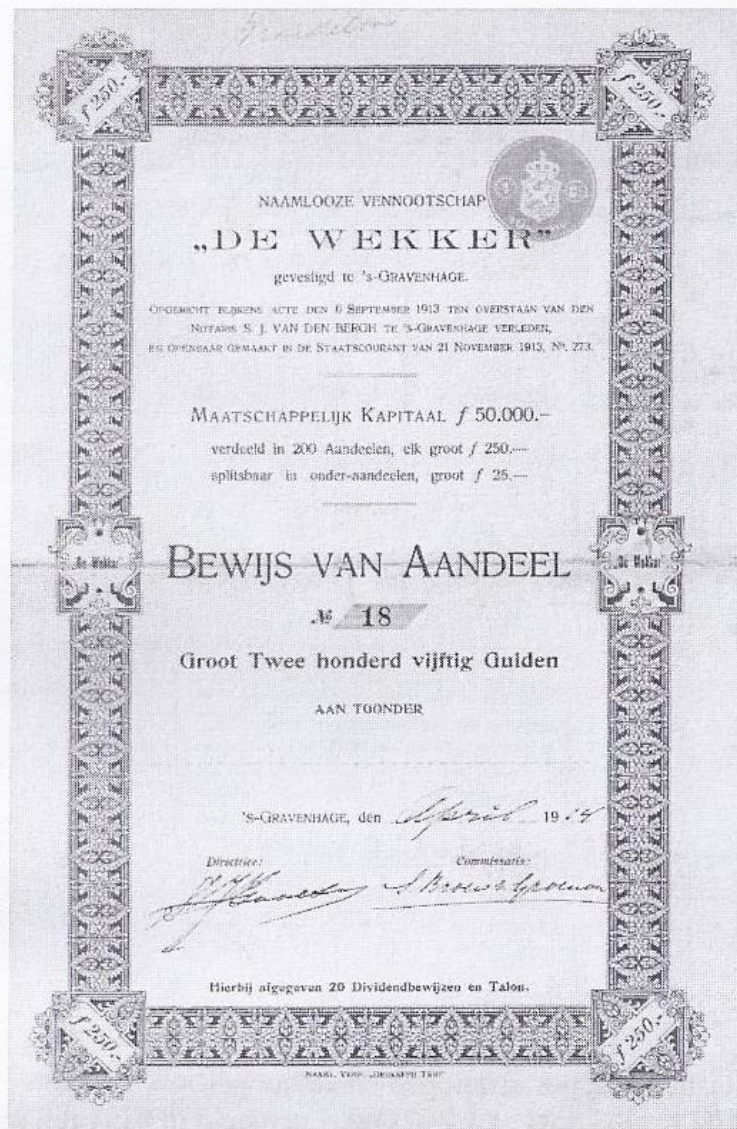 f 250.- f 250.-
NAAMLOOZE VENNOOTSCHAP
„DE WEKKER”
gevestigd te 's-GRAVENHAGE.
OPGERICHT BLIJKENS ACTE DEN 6 SEPTEMBER 1913 TEN OVERSTAAN VAN DEN
NOTARIS S. J. VAN DEN BERGH TE 'S-GRAVENHAGE VERLEDEN,
EN OPENBAAR GEMAAKT IN DE STAATSCOURANT VAN 21 NOVEMBER 1913, No. 273.
MAATSCHAPPELIJK KAPITAAL f 50.000.-
verdeeld in 200 Aandeelen, elk groot f 250.—
splitsbaar in onder-aandeelen, groot f 25.—
„De Wekker” „De Wekker”
BEWIJS VAN AANDEEL
No 18
Groot Twee honderd vijftig Gulden
AAN TOONDER
'S-GRAVENHAGE, den April 1914
Directrice: Commissaris:
Hierbij afgegeven 20 Dividendbewijzen en Talon.
f 250.- f 250.-